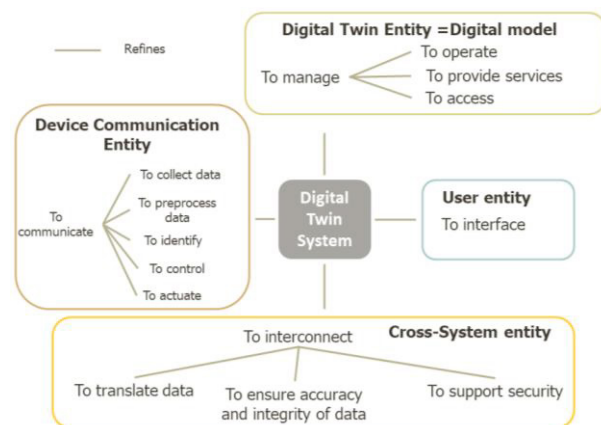 Digital Twin Entity =Digital model
Refines
To operate
To manage
To provide services
To access
Device Communication
Entity
To collect data
To preprocess
data
To
communicate
To identify
To control
To actuate
Digital
Twin
System
User entity
To interface
Cross-System entity
To interconnect
To translate data
To ensure accuracy
and integrity of data
To support security